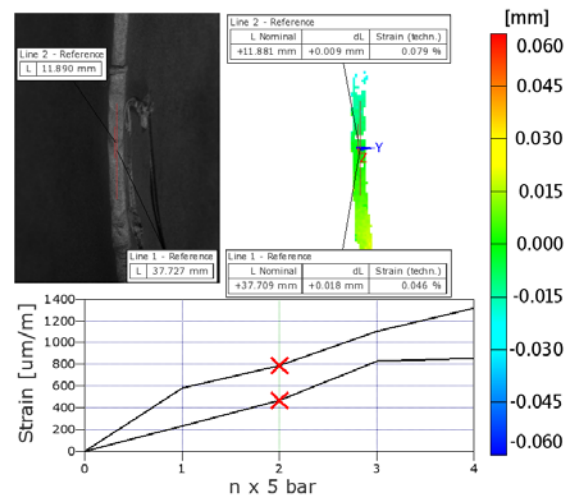 Line 2 - Reference
L 11.890 mm
Line 1 - Reference
L 37.727 mm
Line 2 - Reference
L Nominal dL Strain (techn.)
+11.881 mm +0.009 mm 0.079 %
Y
Z
Line 1 - Reference
L Nominal dL Strain (techn.)
+37.709 mm +0.018 mm 0.046 %
[mm]
0.060
0.045
0.030
0.015
0.000
-0.015
-0.030
-0.045
-0.060
1400
1200
1000
800
600
400
200
0
Strain [um/m]
0 1 2 3 4
n x 5 bar